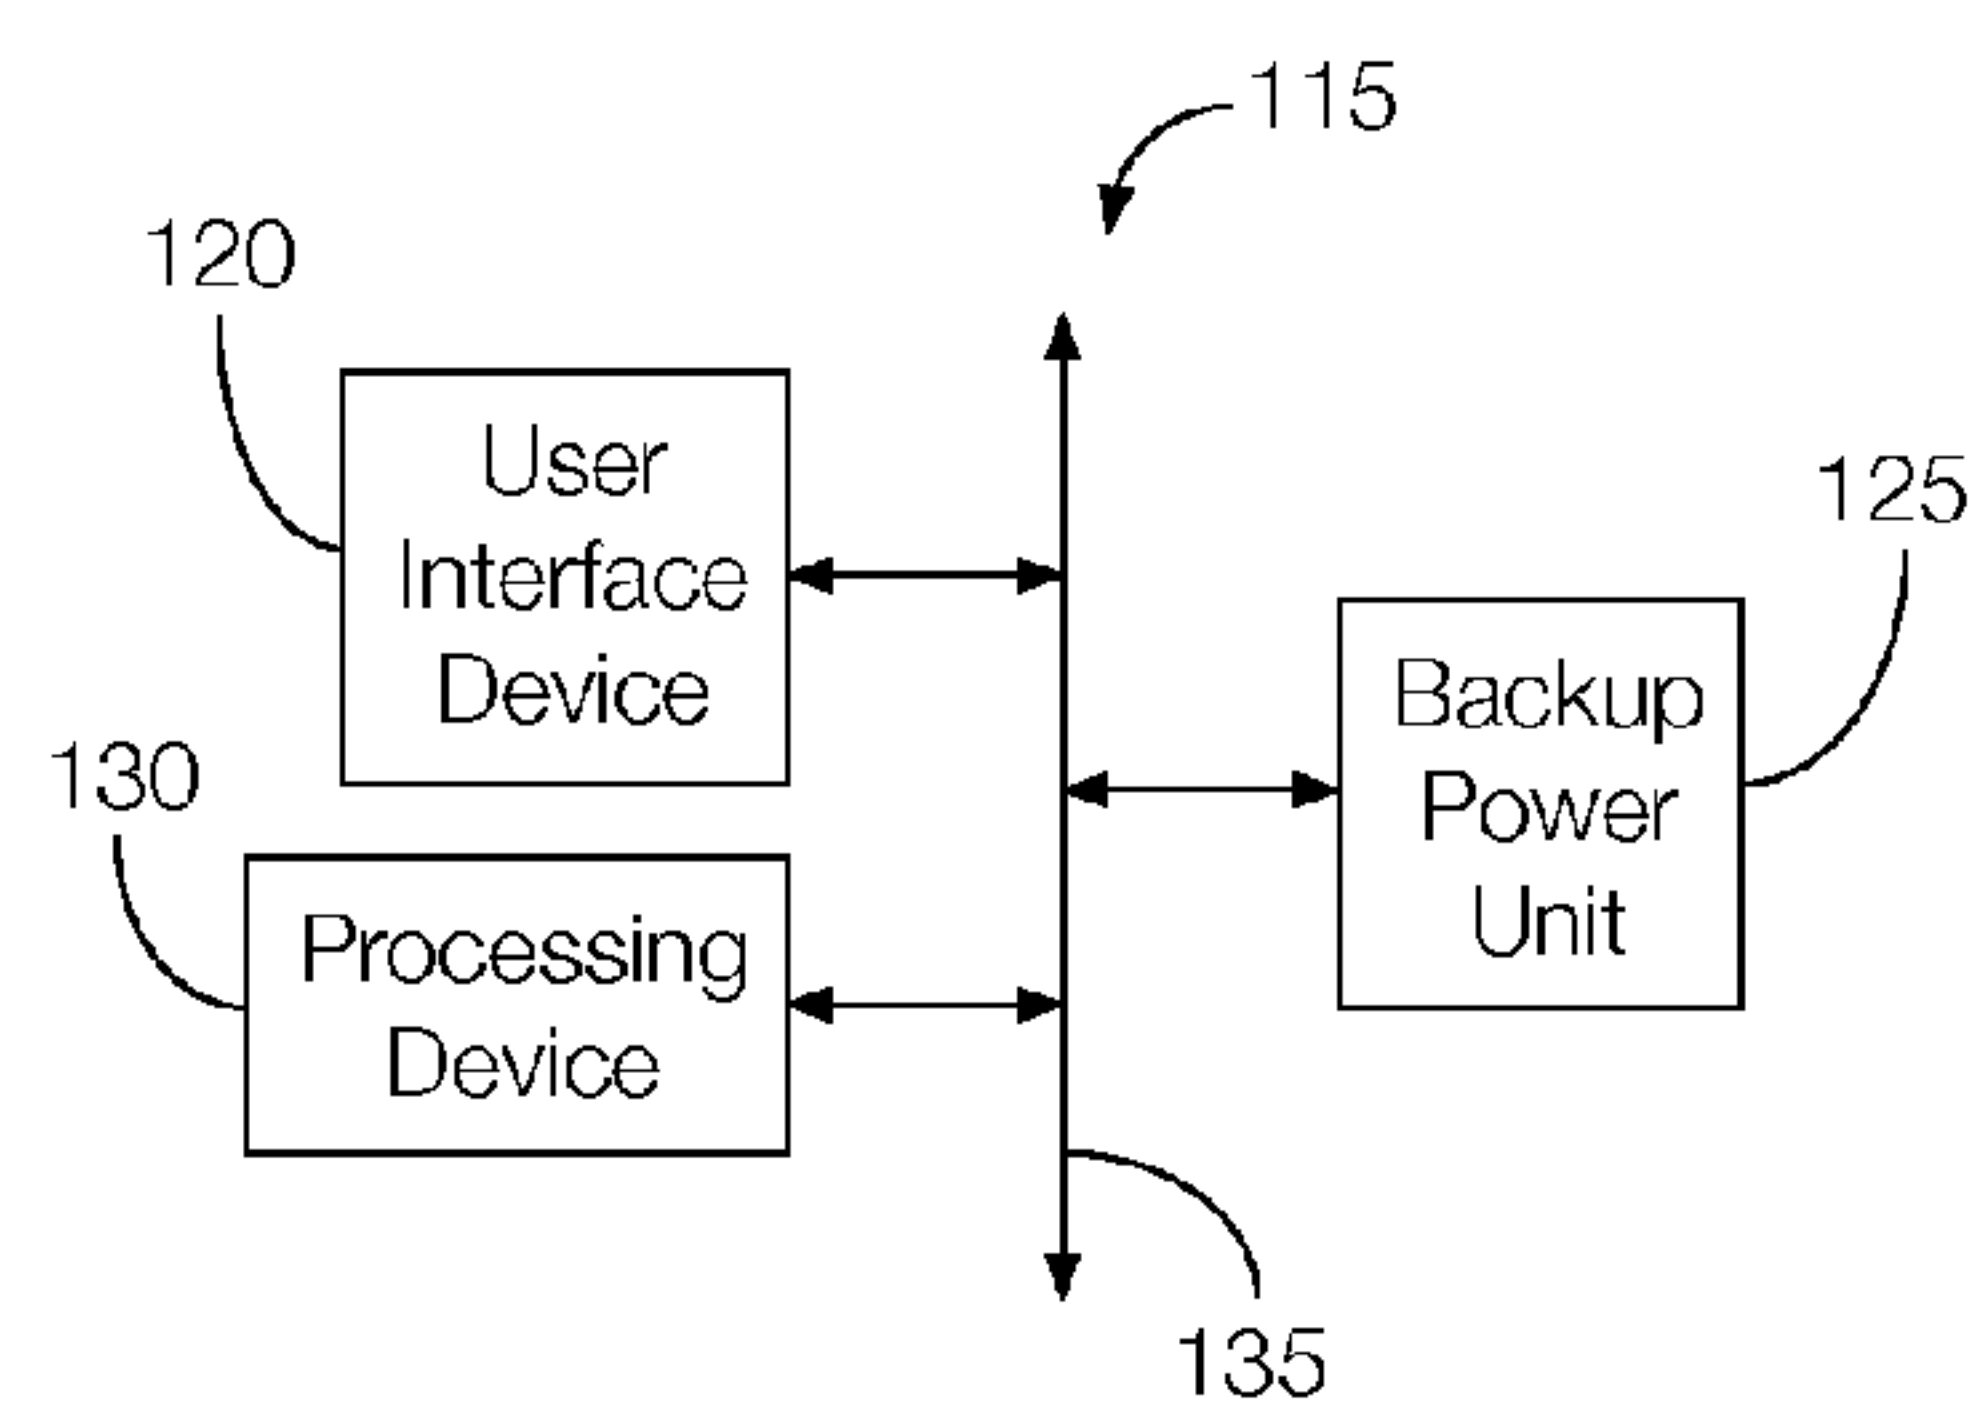 115
120
User
Interface
Device
125
Backup
Power
Unit
130
Processing
Device
135